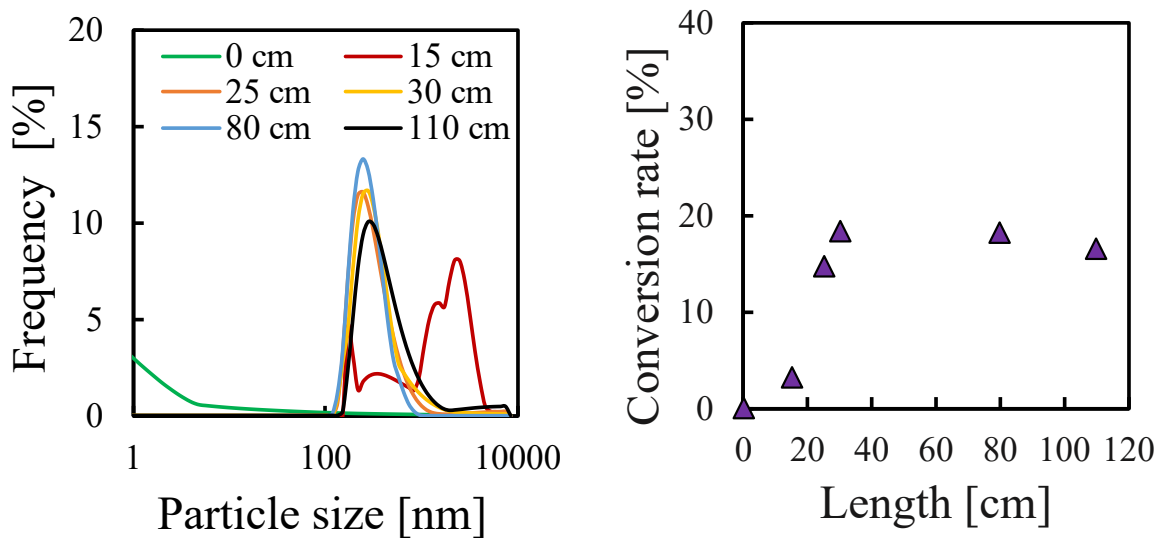 20
15
10
5
0
Frequency [%]
0 cm
15 cm
25 cm
30 cm
80 cm
110 cm
1
100
10000
Particle size [nm]
40
30
20
10
0
Conversion rate [%]
0
20
40
60
80
100
120
Length [cm]